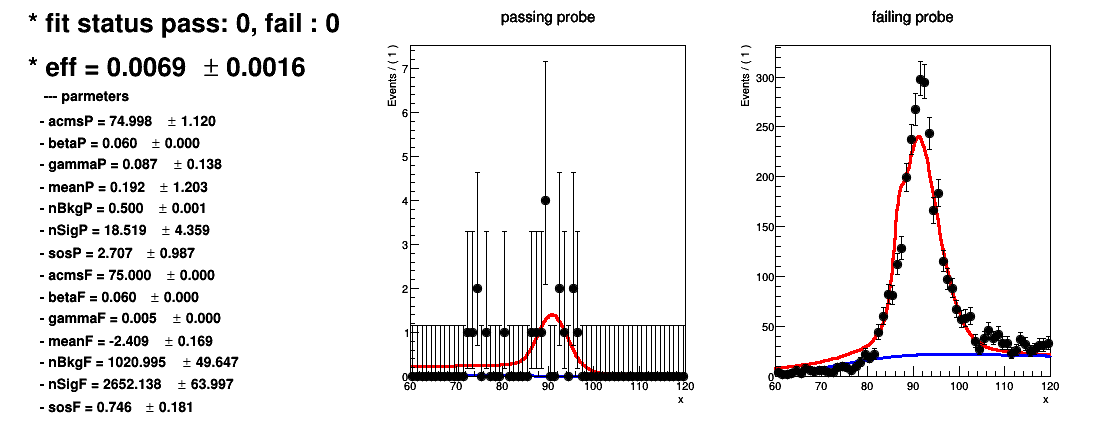 * fit status pass: 0, fail : 0
* eff = 0.0069 ± 0.0016
--- parmeters
- acmsP = 74.998 ± 1.120
- betaP = 0.060 ± 0.000
- gammaP = 0.087 ± 0.138
- meanP = 0.192 ± 1.203
- nBkgP = 0.500 ± 0.001
- nSigP = 18.519 ± 4.359
- sosP = 2.707 ± 0.987
- acmsF = 75.000 ± 0.000
- betaF = 0.060 ± 0.000
- gammaF = 0.005 ± 0.000
- meanF = -2.409 ± 0.169
- nBkgF = 1020.995 ± 49.647
- nSigF = 2652.138 ± 63.997
- sosF = 0.746 ± 0.181
passing probe
Events / ( 1 )
7
6
5
4
3
2
1
0
60 70 80 90 100 110 120
x
failing probe
Events / ( 1 )
300
250
200
150
100
50
0
60 70 80 90 100 110 120
x